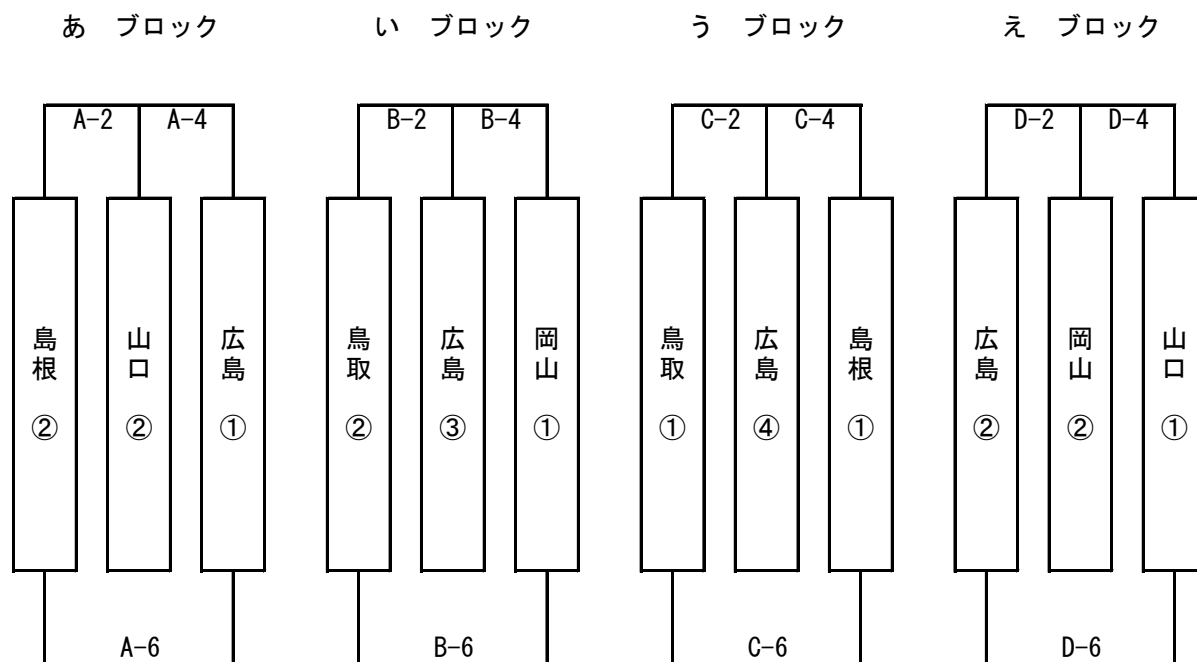 あ ブロック
い ブロック
う ブロック
え ブロック
A-2 A-4
B-2 B-4
C-2 C-4
D-2 D-4
島根②
山口②
広島①
鳥取②
広島③
岡山①
鳥取①
広島④
島根①
広島②
岡山②
山口①
A-6
B-6
C-6
D-6